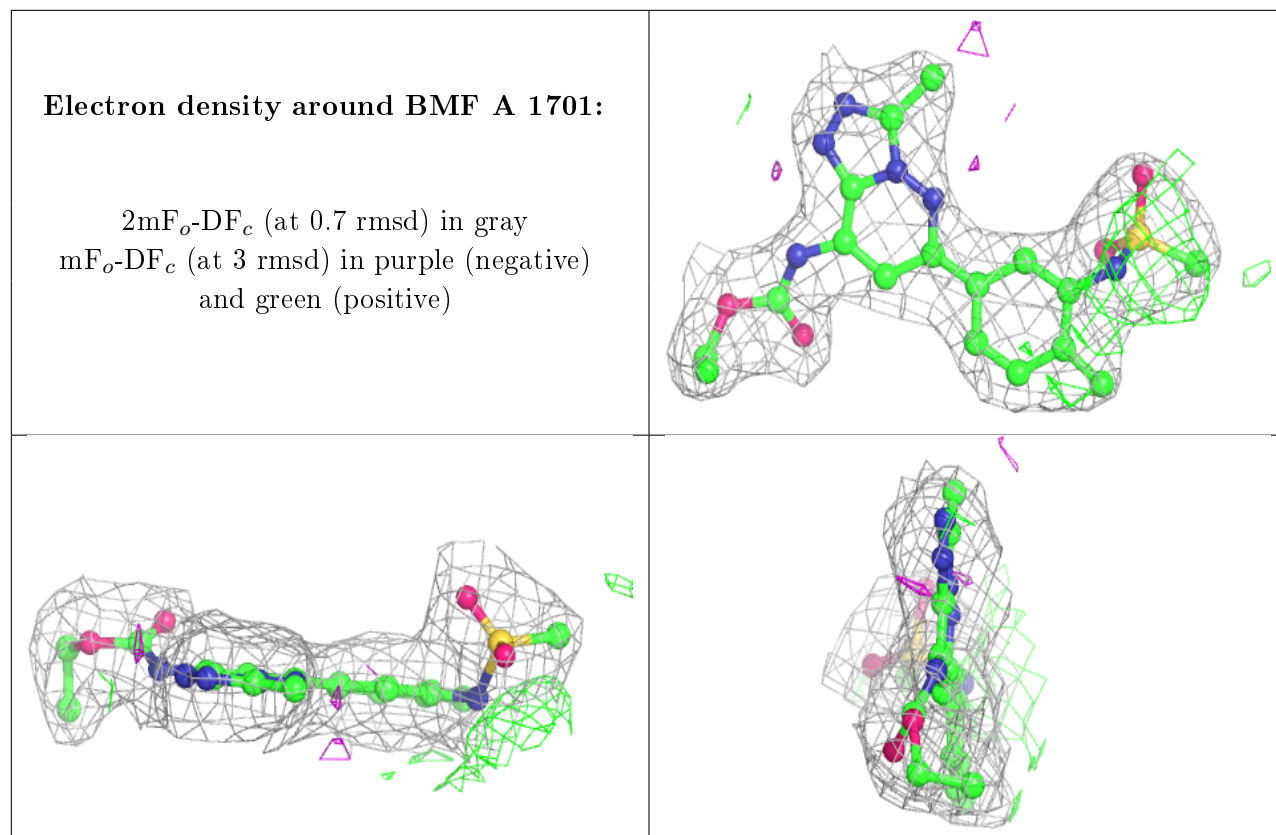 Electron density around BMF A 1701:
2mFₒ-DF𝒸 (at 0.7 rmsd) in gray
mFₒ-DF𝒸 (at 3 rmsd) in purple (negative)
and green (positive)